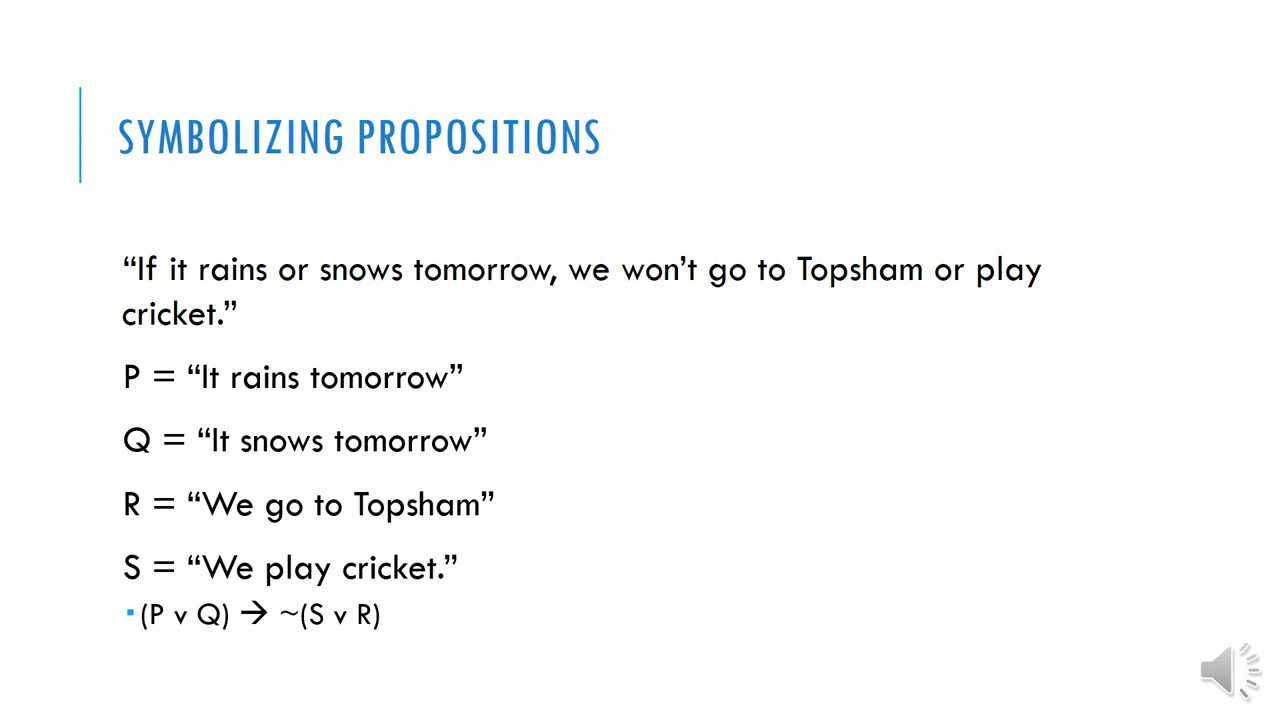 SYMBOLIZING PROPOSITIONS
“If it rains or snows tomorrow, we won’t go to Topsham or play
cricket.”
P = “It rains tomorrow”
Q = “It snows tomorrow”
R = “We go to Topsham”
S = “We play cricket.”
▪ (P v Q) → ~(S v R)